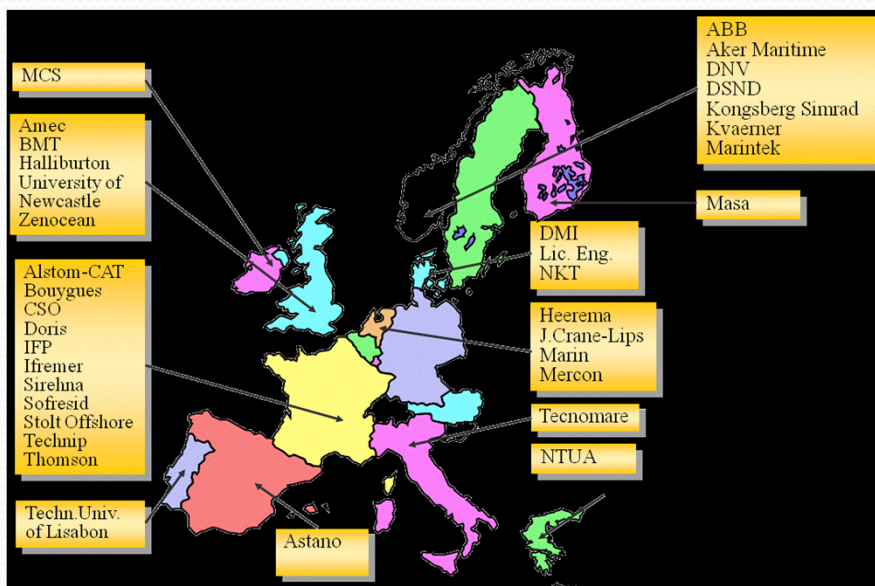 MCS
Amec
BMT
Halliburton
University of
Newcastle
Zenocean
Alstom-CAT
Bouygues
CSO
Doris
IFP
Ifremer
Sirehna
Sofresid
Stolt Offshore
Technip
Thomson
Techn.Univ.
of Lisabon
Astano
ABB
Aker Maritime
DNV
DSND
Kongsberg Simrad
Kvaerner
Marintek
Masa
DMI
Lic. Eng.
NKT
Heerema
J.Crane-Lips
Marin
Mercon
Tecnomare
NTUA